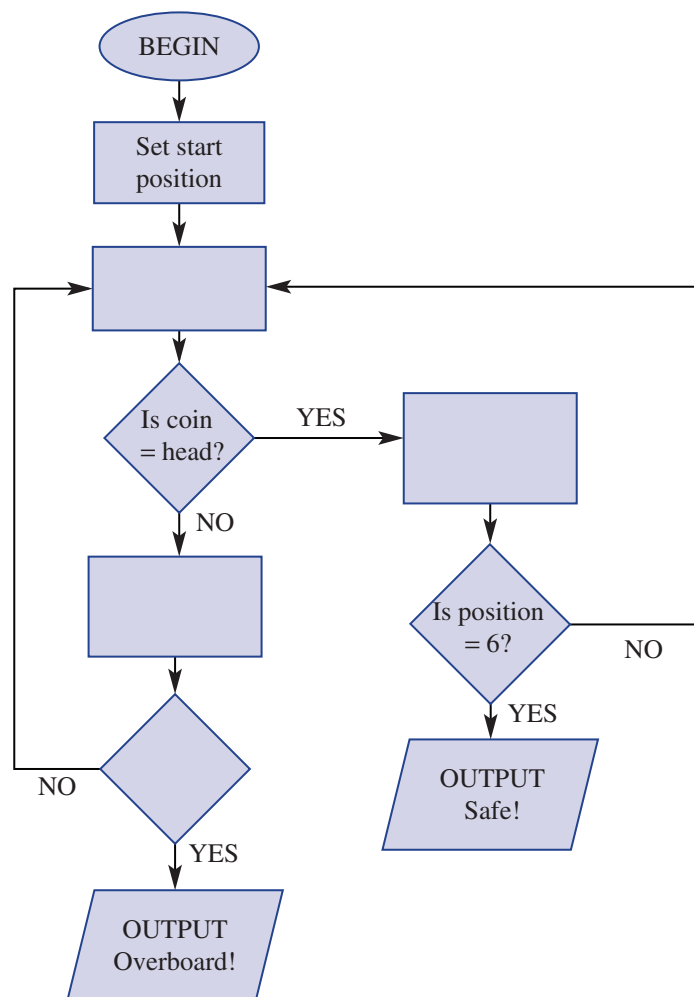 BEGIN
Set start
position
Is coin
= head?
YES
NO
Is position
= 6?
NO
YES
OUTPUT
Safe!
NO
YES
OUTPUT
Overboard!